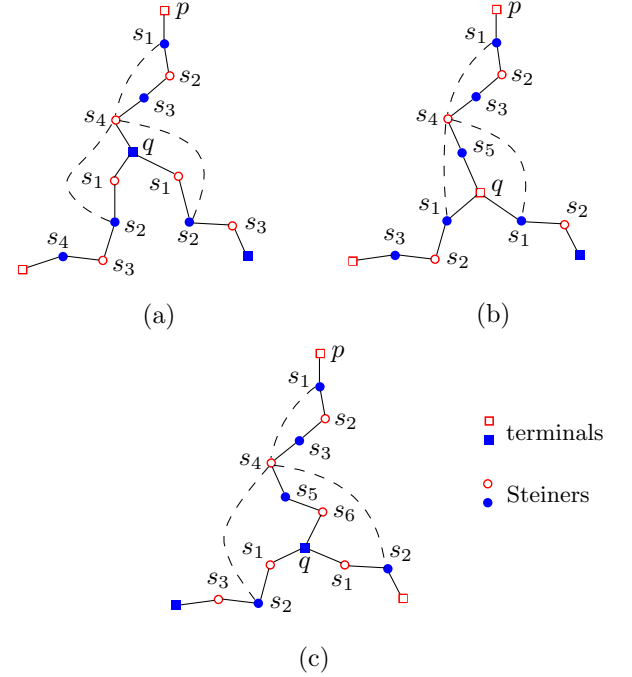 p p
s₁ s₁
s₂ s₂
s₃ s₃
s₄ s₄
q s₅
s₁ s₁ q
s₂ s₂ s₃ s₁ s₁ s₂
s₄ s₃ s₃ s₂
(a) (b)
p
s₁
s₂
s₃
s₄
s₅
s₆
s₁ q s₁ s₂
s₃ s₂
(c)
terminals
Steiners